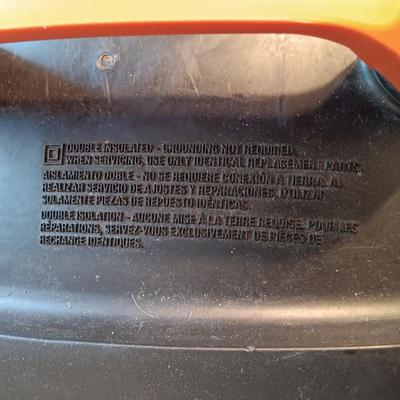 DOUBLE INSULATED - GROUNDING NOT REQUIRED.
WHEN SERVICING, USE ONLY IDENTICAL REPLACEMENT PARTS.
AISLAMIENTO DOBLE - NO SE REQUIERE CONEXIÓN A TIERRA. AL
REALIZAR SERVICIO DE AJUSTES Y REPARACIONES, UTILIZAR
SOLAMENTE PIEZAS DE REPUESTO IDÉNTICAS.
DOUBLE ISOLATION - AUCUNE MISE À LA TERRE REQUISE. POUR LES
RÉPARATIONS, SERVEZ-VOUS EXCLUSIVEMENT DE PIÈCES DE
RECHANGE IDENTIQUES.